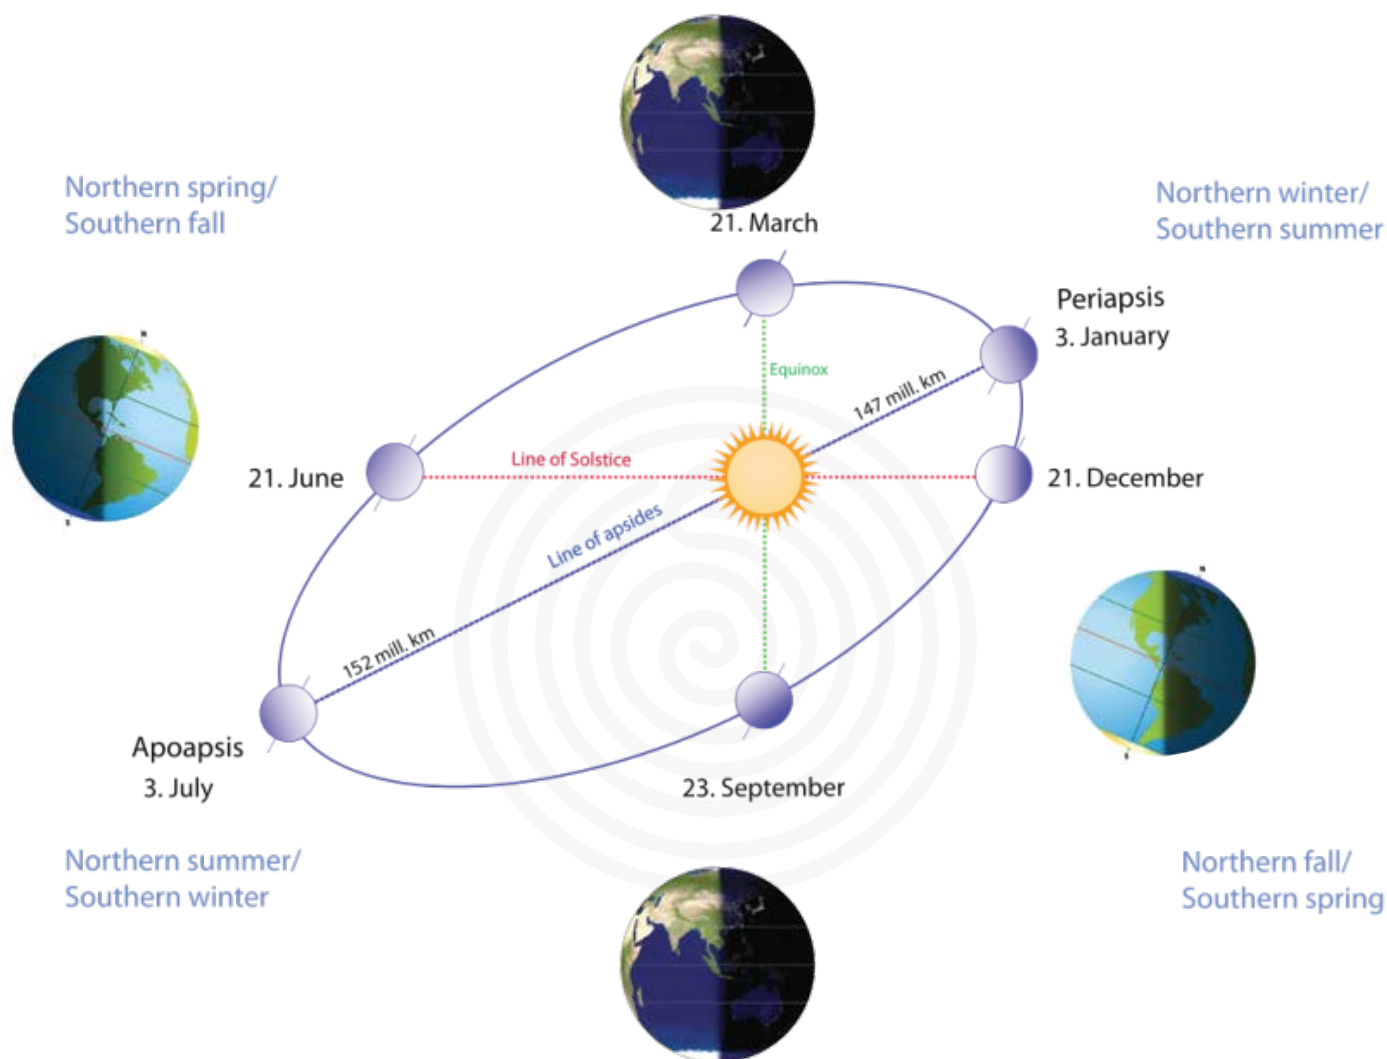 21. March
Northern spring/
Southern fall
Northern winter/
Southern summer
Periapsis
3. January
Equinox
147 mill. km
N
Line of Solstice
21. June
21. December
Line of apsides
S
152 mill. km
N
Apoapsis
3. July
23. September
S
Northern summer/
Southern winter
Northern fall/
Southern spring